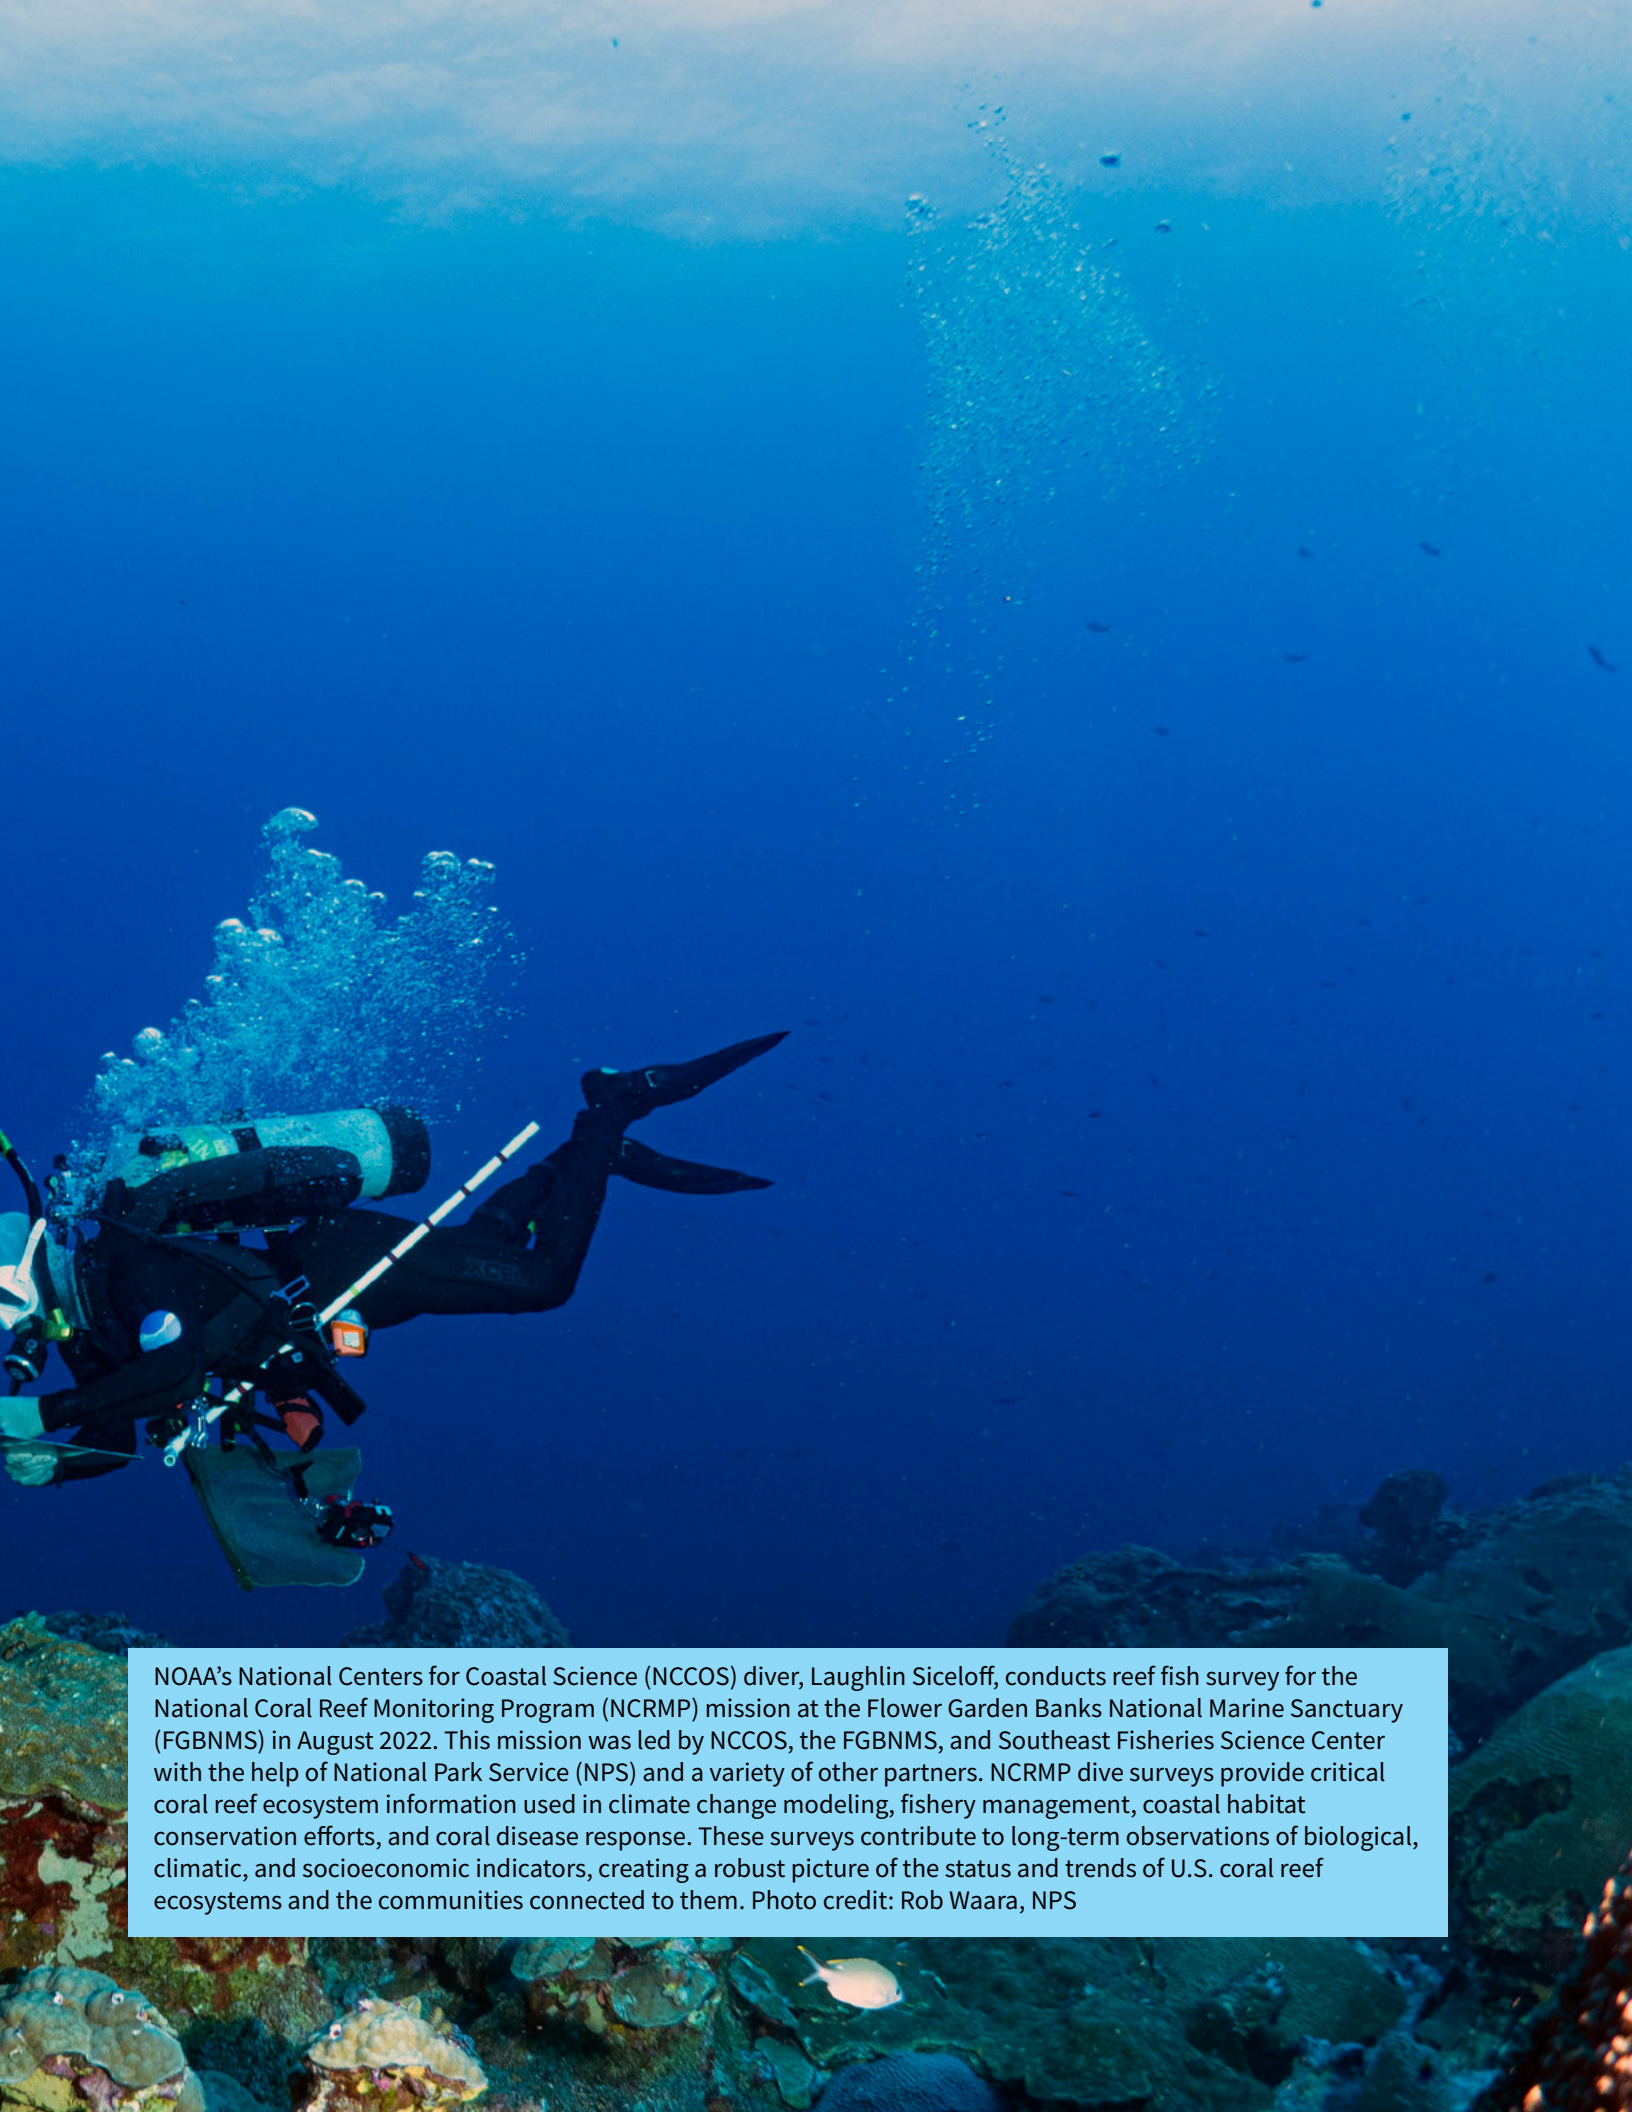 NOAA’s National Centers for Coastal Science (NCCOS) diver, Laughlin Siceloff, conducts reef fish survey for the
National Coral Reef Monitoring Program (NCRMP) mission at the Flower Garden Banks National Marine Sanctuary
(FGBNMS) in August 2022. This mission was led by NCCOS, the FGBNMS, and Southeast Fisheries Science Center
with the help of National Park Service (NPS) and a variety of other partners. NCRMP dive surveys provide critical
coral reef ecosystem information used in climate change modeling, fishery management, coastal habitat
conservation efforts, and coral disease response. These surveys contribute to long-term observations of biological,
climatic, and socioeconomic indicators, creating a robust picture of the status and trends of U.S. coral reef
ecosystems and the communities connected to them. Photo credit: Rob Waara, NPS